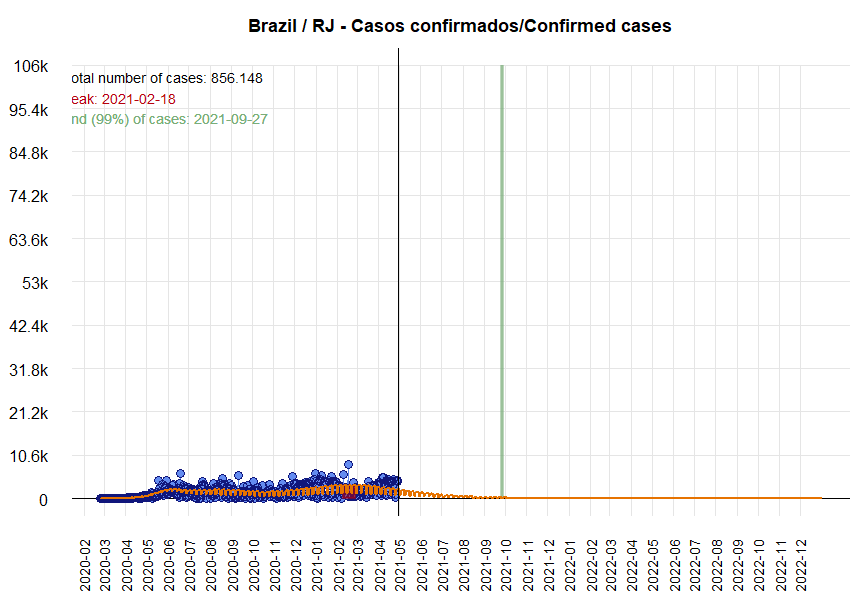 Brazil / RJ - Casos confirmados/Confirmed cases
106k
otal number of cases: 856.148
eak: 2021-02-18
95.4k
nd (99%) of cases: 2021-09-27
84.8k
74.2k
63.6k
53k
42.4k
31.8k
21.2k
10.6k
0
2020-02
2020-03
2020-04
2020-05
2020-06
2020-07
2020-08
2020-09
2020-10
2020-11
2020-12
2021-01
2021-02
2021-03
2021-04
2021-05
2021-06
2021-07
2021-08
2021-09
2021-10
2021-11
2021-12
2022-01
2022-02
2022-03
2022-04
2022-05
2022-06
2022-07
2022-08
2022-09
2022-10
2022-11
2022-12